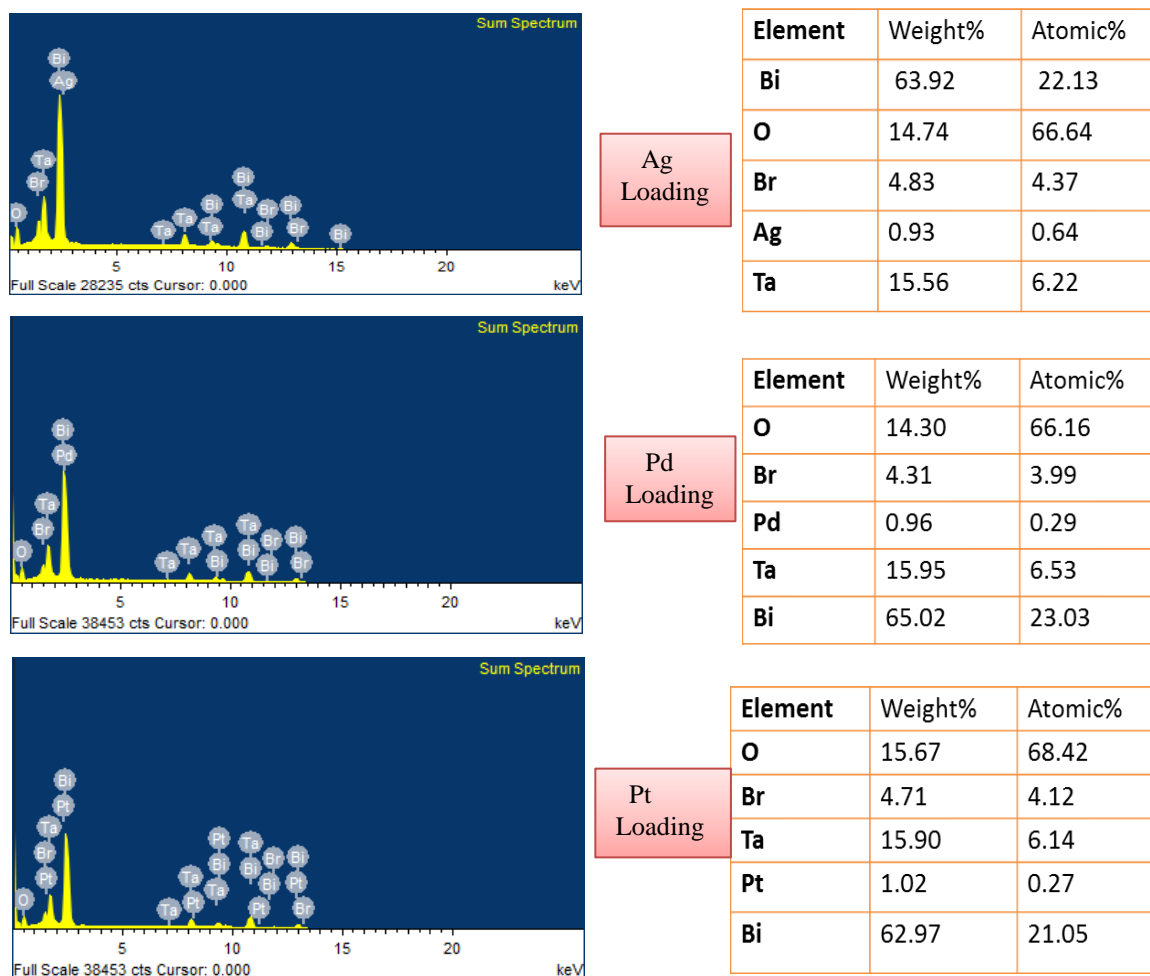 Sum Spectrum
Bi
Ag
Ta
Br
O
Ta
Ta
Bi
Ta
Bi
Ta
Br
Bi
Bi
Br
Bi
5 10 15 20
Full Scale 28235 cts Cursor: 0.000 keV
Ag
Loading
Element Weight% Atomic%
Bi 63.92 22.13
O 14.74 66.64
Br 4.83 4.37
Ag 0.93 0.64
Ta 15.56 6.22
Sum Spectrum
Bi
Pd
Ta
Br
O
Ta
Ta
Ta
Bi
Ta
Bi
Br
Bi
Bi
Br
5 10 15 20
Full Scale 38453 cts Cursor: 0.000 keV
Pd
Loading
Element Weight% Atomic%
O 14.30 66.16
Br 4.31 3.99
Pd 0.96 0.29
Ta 15.95 6.53
Bi 65.02 23.03
Sum Spectrum
Bi
Pt
Ta
Br
Pt
O
Ta
Ta
Pt
Pt
Bi
Ta
Ta
Bi
Pt
Br
Bi
Bi
Pt
Br
5 10 15 20
Full Scale 38453 cts Cursor: 0.000 keV
Pt
Loading
Element Weight% Atomic%
O 15.67 68.42
Br 4.71 4.12
Ta 15.90 6.14
Pt 1.02 0.27
Bi 62.97 21.05